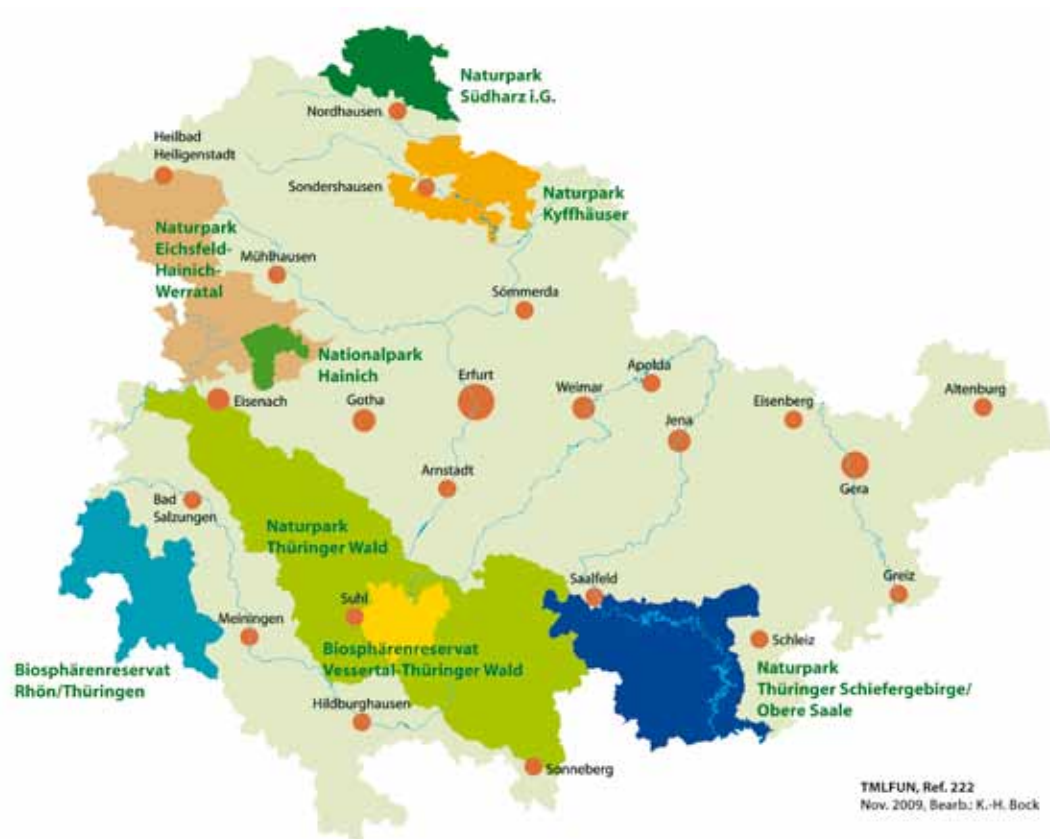 Naturpark
Südharz i.G.
Nordhausen
Heilbad
Heiligenstadt
Sondershausen
Naturpark
Kyffhäuser
Naturpark
Eichsfeld-
Hainich-
Werratal
Mühlhausen
Sömmerda
Nationalpark
Hainich
Eisenach
Gotha
Erfurt
Weimar
Apolda
Jena
Eisenberg
Altenburg
Gera
Arnstadt
Bad
Salzungen
Naturpark
Thüringer Wald
Saalfeld
Greiz
Suhl
Meiningen
Schleiz
Biosphärenreservat
Rhön/Thüringen
Biosphärenreservat
Vessertal-Thüringer Wald
Naturpark
Thüringer Schiefergebirge/
Obere Saale
Hildburghausen
Sonneberg
TMLFUN, Ref. 222
Nov. 2009, Bearb.: K.-H. Bock